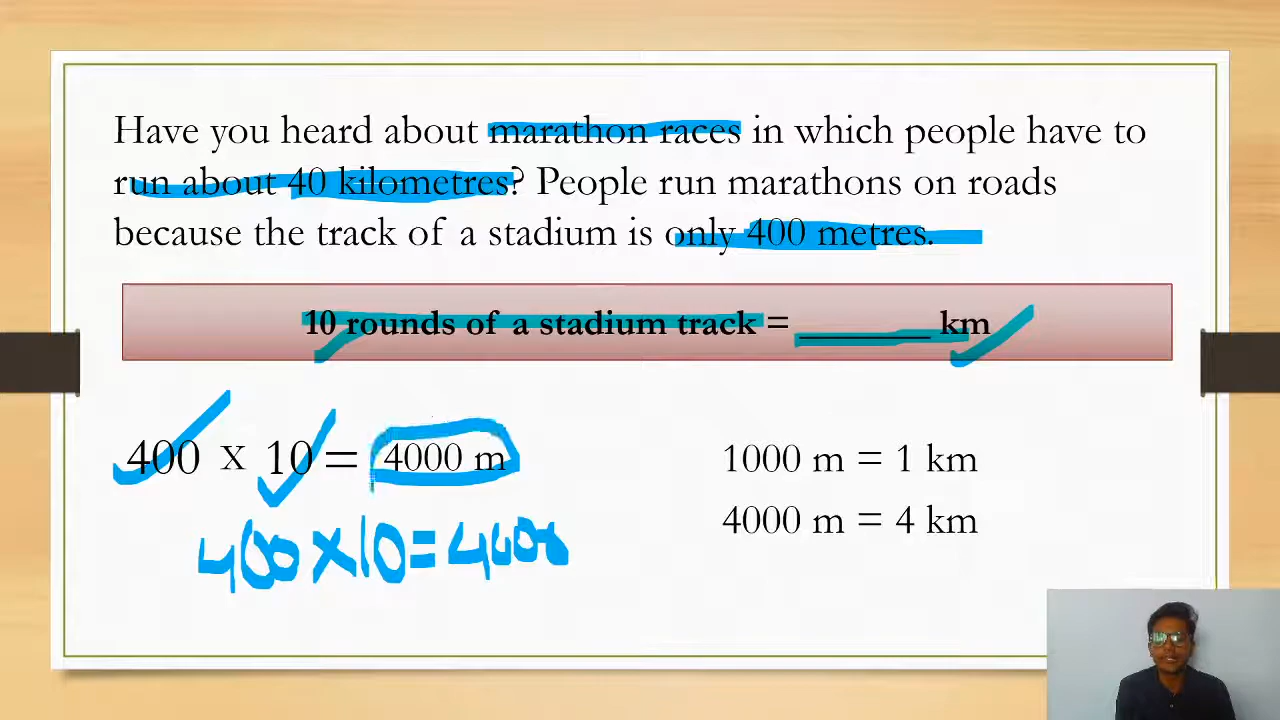 Have you heard about marathon races in which people have to
run about 40 kilometres? People run marathons on roads
because the track of a stadium is only 400 metres.
10 rounds of a stadium track = ________ km
400 x 10 = 4000 m
400 x 10 = 4000
1000 m = 1 km
4000 m = 4 km